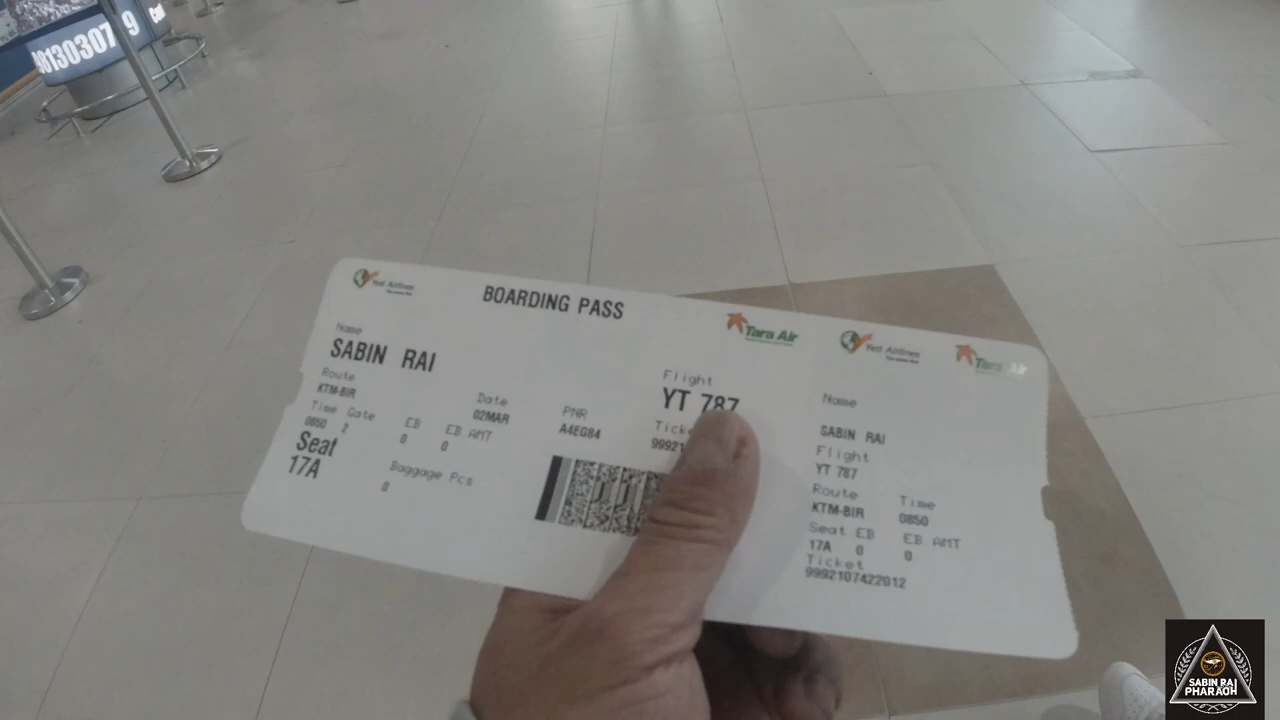 Yeti Airlines
BOARDING PASS
Tara Air
Name
SABIN RAI
Route
KTM-BIR
Time Gate
0850 2
EB
0
EB AMT
0
Date
02MAR
PNR
A4EG84
Flight
YT 787
9992
Seat
17A
Baggage Pcs
0
Yeti Airlines
Tara Air
Name
SABIN RAI
Flight
YT 787
Route Time
KTM-BIR 0850
Seat EB EB AMT
17A 0 0
Ticket
9992107422012
SABIN RAI
PHARAOH